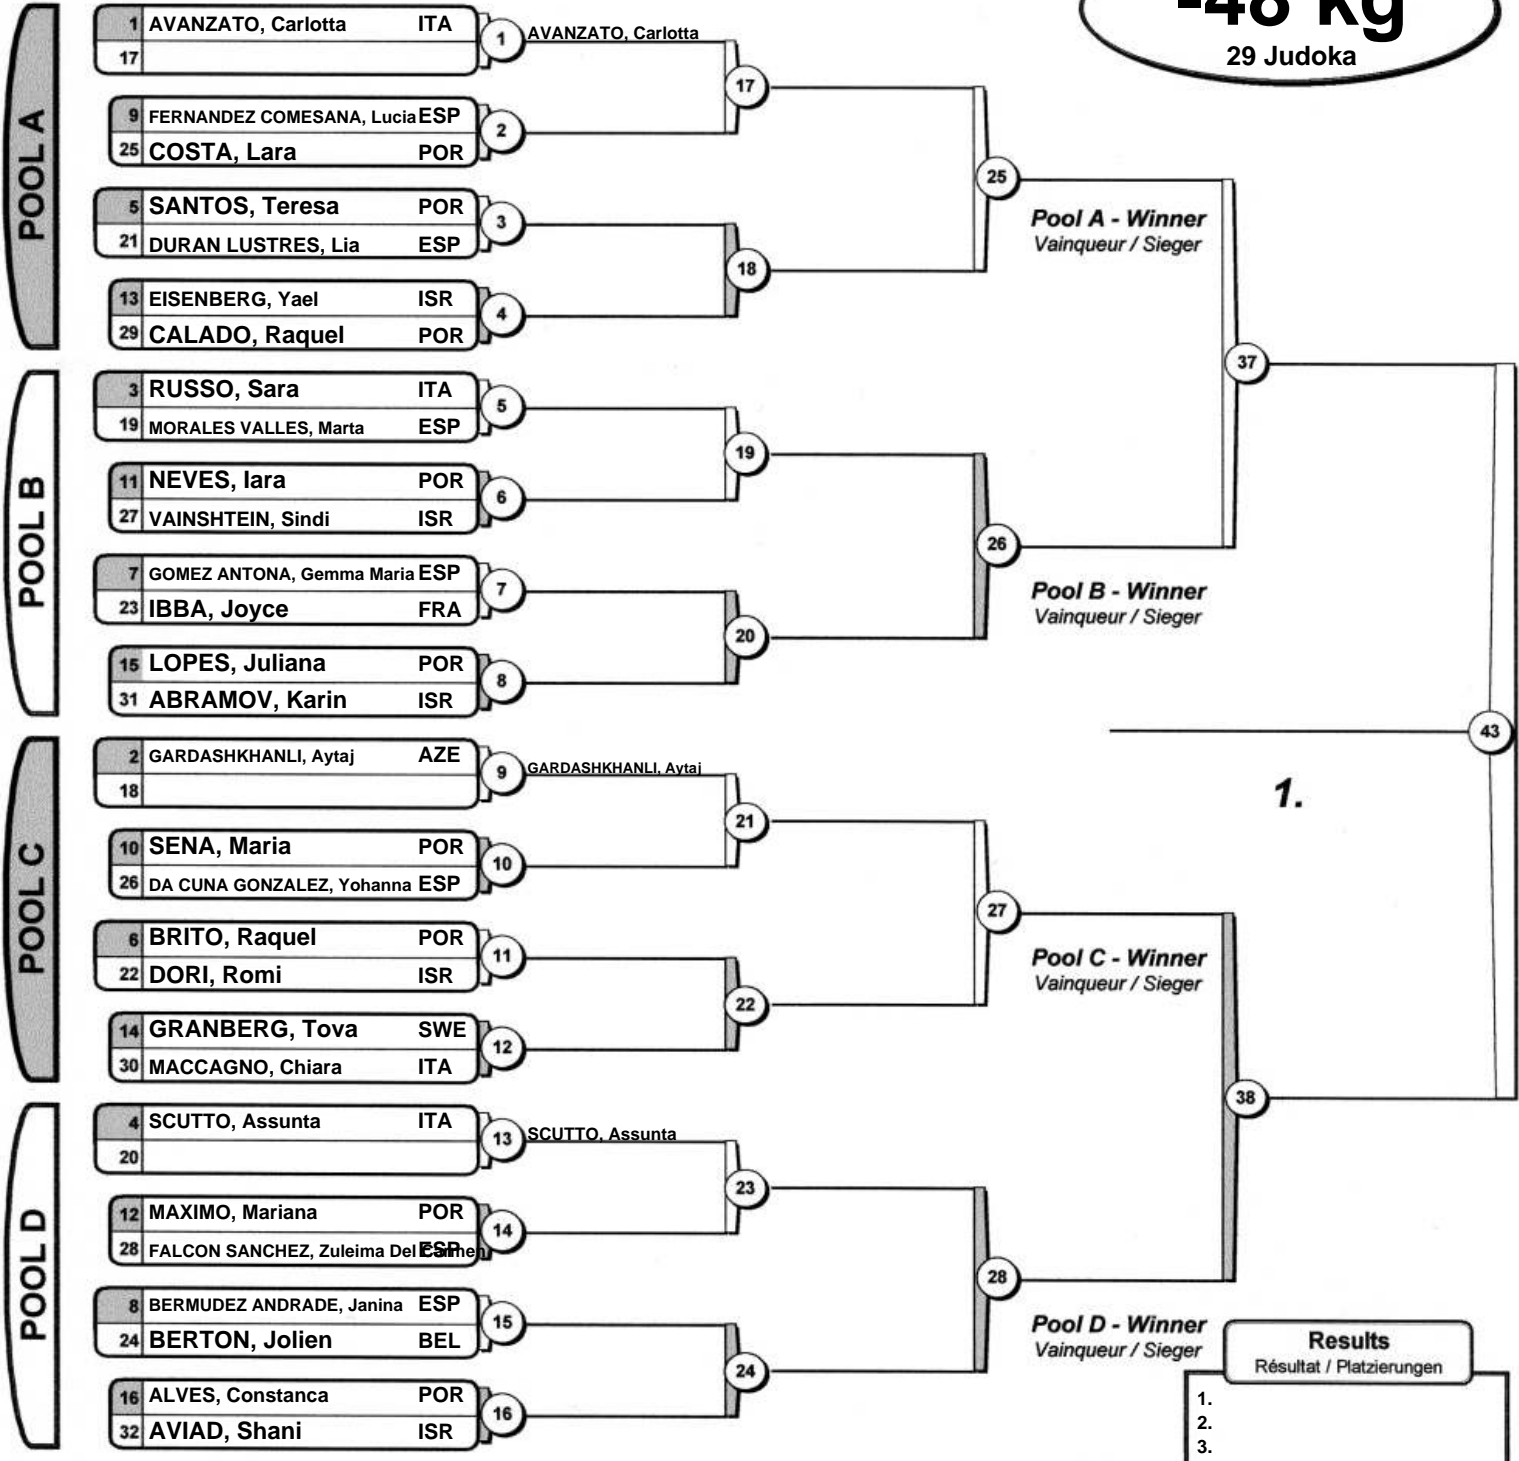 -48 kg
29 Judoka
POOL A
1 AVANZATO, Carlotta ITA
17
1 AVANZATO, Carlotta
9 FERNANDEZ COMESANA, Lucia ESP
25 COSTA, Lara POR
2
17
5 SANTOS, Teresa POR
21 DURAN LUSTRES, Lia ESP
3
13 EISENBERG, Yael ISR
29 CALADO, Raquel POR
4
18
25
Pool A - Winner
Vainqueur / Sieger
POOL B
3 RUSSO, Sara ITA
19 MORALES VALLES, Marta ESP
5
11 NEVES, Iara POR
27 VAINSHTEIN, Sindi ISR
6
19
7 GOMEZ ANTONA, Gemma Maria ESP
23 IBBA, Joyce FRA
7
15 LOPES, Juliana POR
31 ABRAMOV, Karin ISR
8
20
26
Pool B - Winner
Vainqueur / Sieger
37
POOL C
2 GARDASHKHANLI, Aytaj AZE
18
9 GARDASHKHANLI, Aytaj
10 SENA, Maria POR
26 DA CUNA GONZALEZ, Yohanna ESP
10
21
6 BRITO, Raquel POR
22 DORI, Romi ISR
11
14 GRANBERG, Tova SWE
30 MACCAGNO, Chiara ITA
12
22
27
Pool C - Winner
Vainqueur / Sieger
43
1.
POOL D
4 SCUTTO, Assunta ITA
20
13 SCUTTO, Assunta
12 MAXIMO, Mariana POR
28 FALCON SANCHEZ, Zuleima Del Carmen ESP
14
23
8 BERMUDEZ ANDRADE, Janina ESP
24 BERTON, Jolien BEL
15
16 ALVES, Constanca POR
32 AVIAD, Shani ISR
16
24
28
Pool D - Winner
Vainqueur / Sieger
38
Results
Résultat / Platzierungen
1.
2.
3.